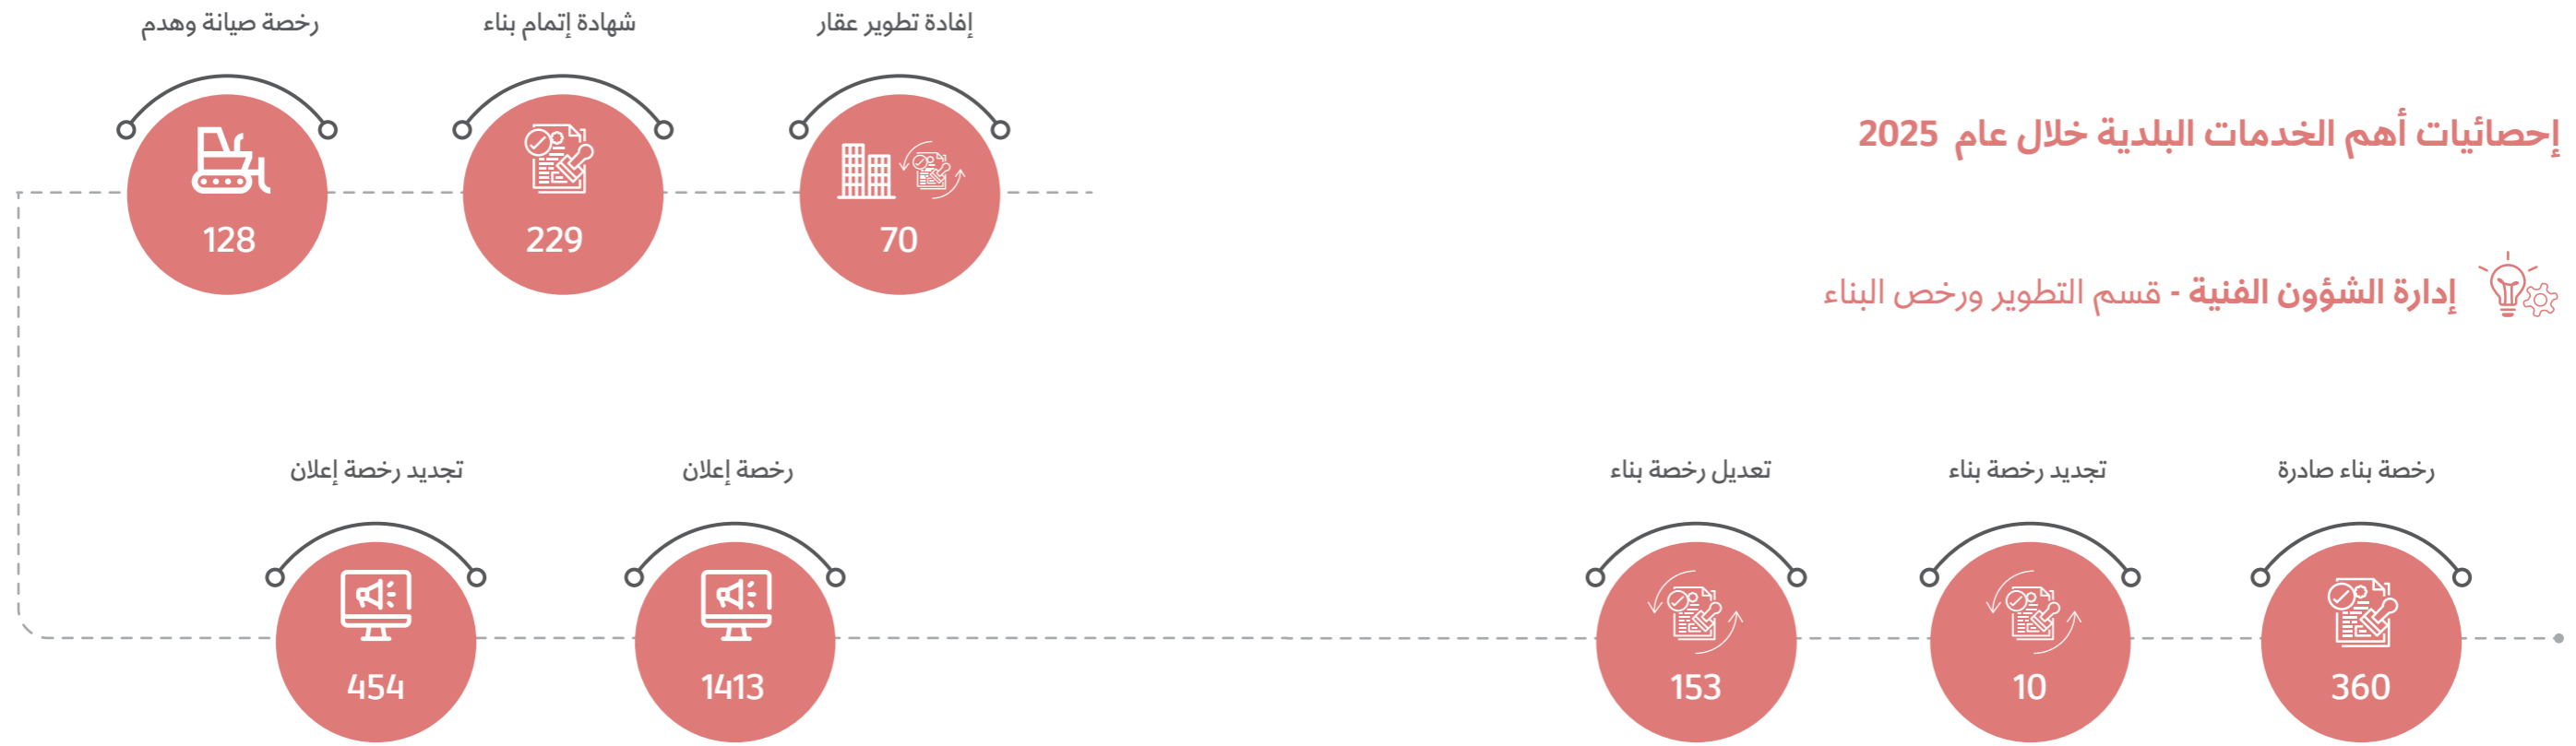 إحصائيات أهم الخدمات البلدية خلال عام 2025
إدارة الشؤون الفنية - قسم التطوير ورخص البناء
إفادة تطوير عقار
70
شهادة إتمام بناء
229
رخصة صيانة وهدم
128
رخصة بناء صادرة
360
تجديد رخصة بناء
10
تعديل رخصة بناء
153
رخصة إعلان
1413
تجديد رخصة إعلان
454